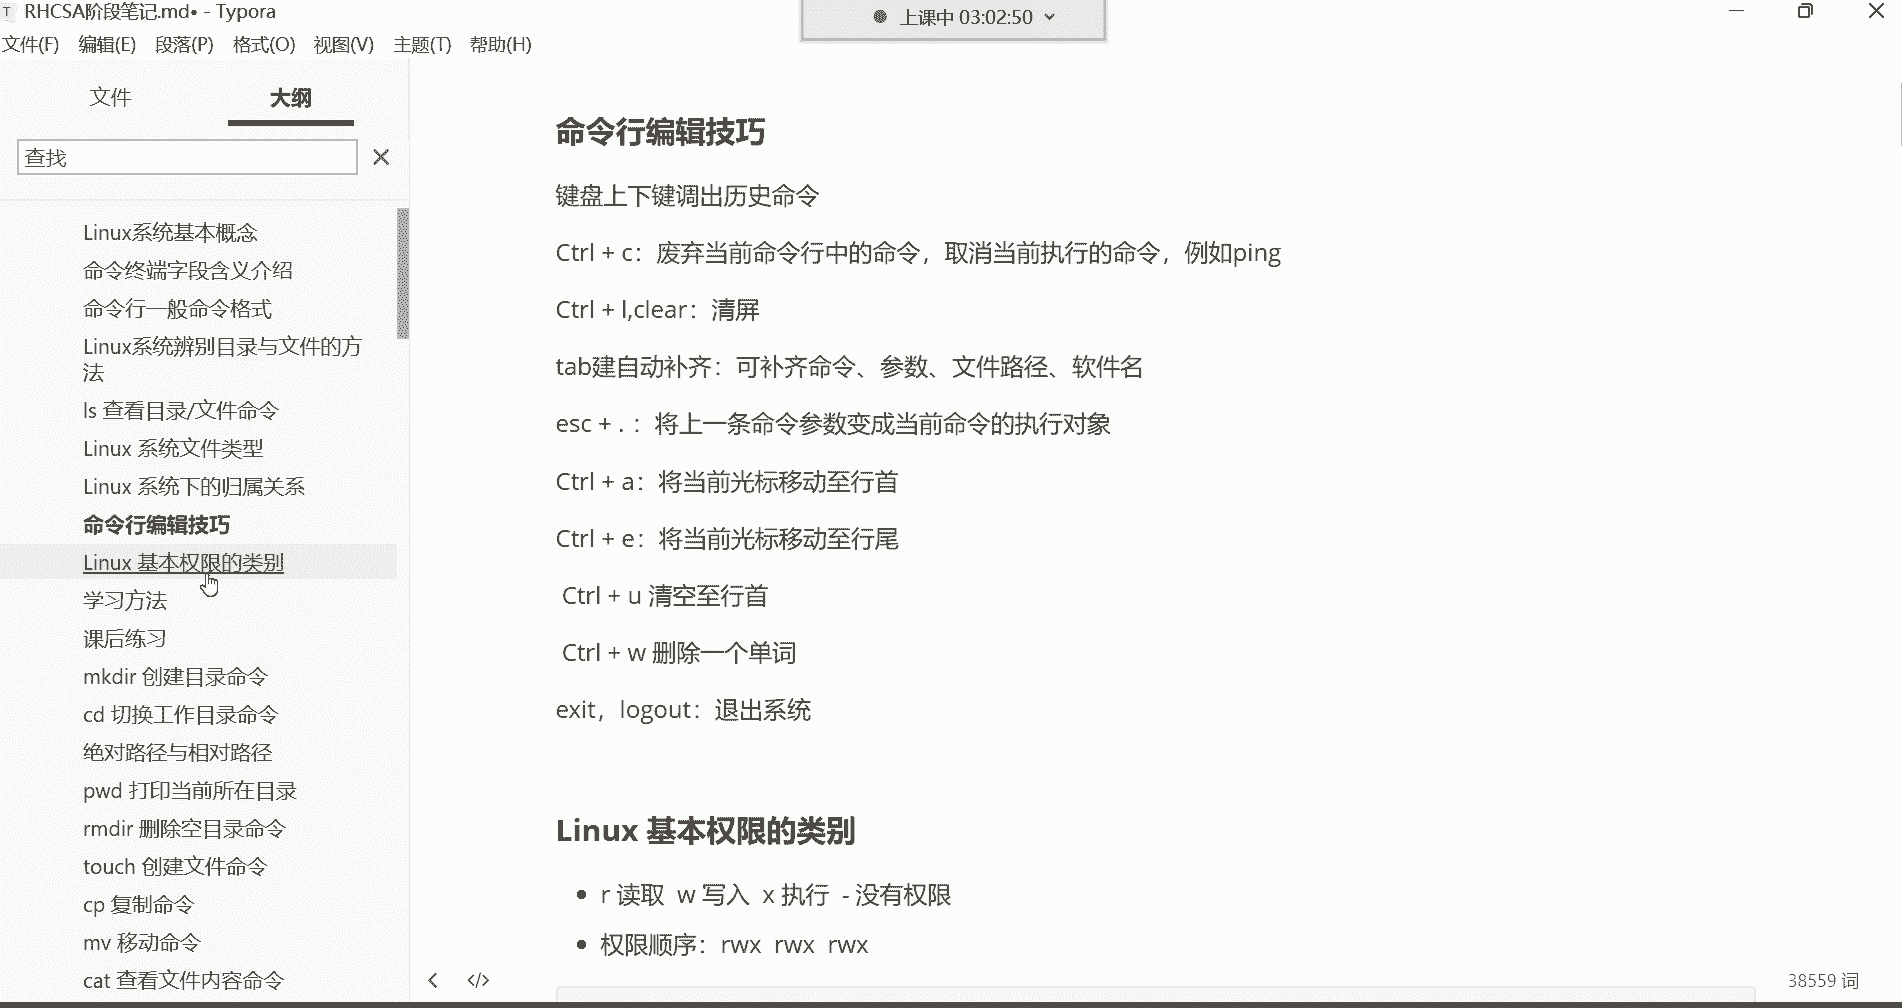 RHCSA阶段笔记.md• - Typora
上课中 03:02:50
文件(F) 编辑(E) 段落(P) 格式(O) 视图(V) 主题(T) 帮助(H)
文件 大纲
查找
Linux系统基本概念
命令终端字段含义介绍
命令行一般命令格式
Linux系统辨别目录与文件的方
法
ls 查看目录/文件命令
Linux 系统文件类型
Linux 系统下的归属关系
命令行编辑技巧
Linux 基本权限的类别
学习方法
课后练习
mkdir 创建目录命令
cd 切换工作目录命令
绝对路径与相对路径
pwd 打印当前所在目录
rmdir 删除空目录命令
touch 创建文件命令
cp 复制命令
mv 移动命令
cat 查看文件内容命令
命令行编辑技巧
键盘上下键调出历史命令
Ctrl + c：废弃当前命令行中的命令，取消当前执行的命令，例如ping
Ctrl + l,clear：清屏
tab建自动补齐：可补齐命令、参数、文件路径、软件名
esc + . ：将上一条命令参数变成当前命令的执行对象
Ctrl + a：将当前光标移动至行首
Ctrl + e：将当前光标移动至行尾
Ctrl + u 清空至行首
Ctrl + w 删除一个单词
exit，logout：退出系统
Linux 基本权限的类别
• r 读取 w 写入 x 执行 - 没有权限
• 权限顺序：rwx rwx rwx
</> 
38559 词